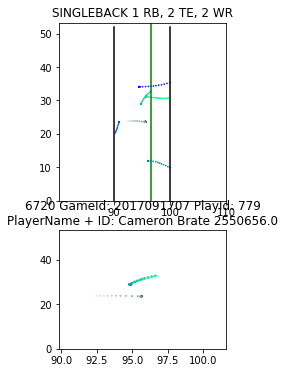 SINGLEBACK 1 RB, 2 TE, 2 WR
50
40
30
20
10
0
90 100 110
6720 GameId: 2017091707 PlayId: 779
PlayerName + ID: Cameron Brate 2550656.0
40
20
0
90.0 92.5 95.0 97.5 100.0